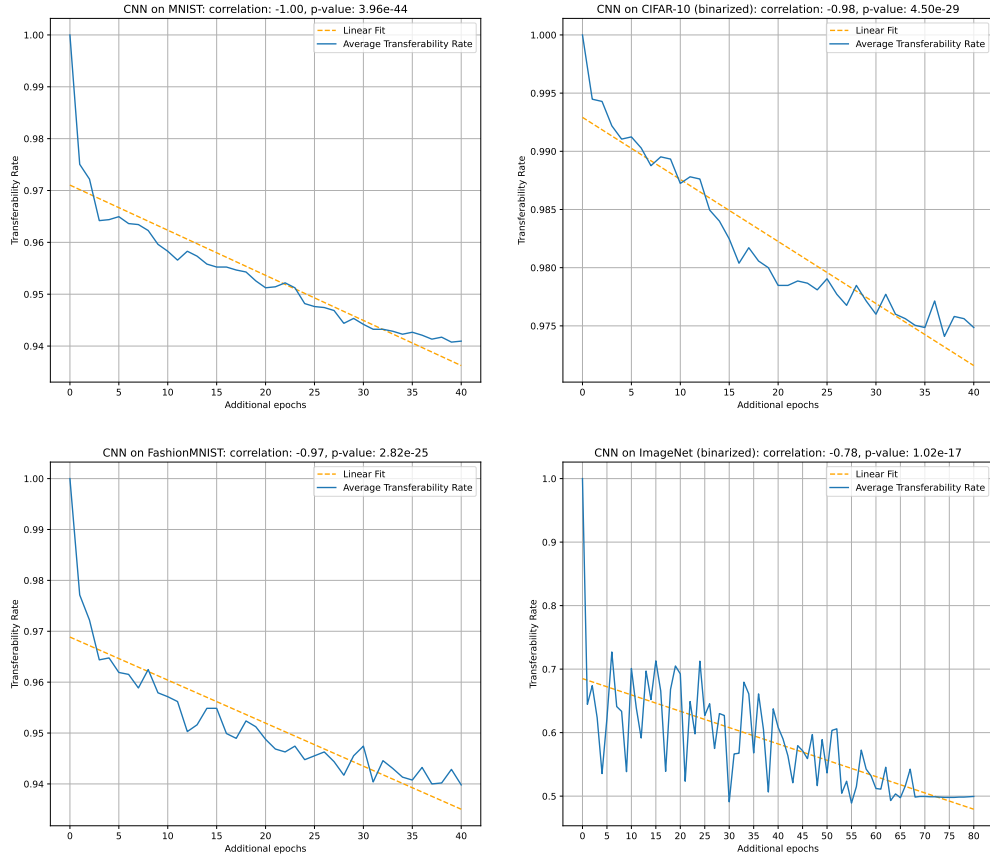 CNN on MNIST: correlation: -1.00, p-value: 3.96e-44
Linear Fit
Average Transferability Rate
1.00
0.99
0.98
0.97
0.96
0.95
0.94
Transferability Rate
0 5 10 15 20 25 30 35 40
Additional epochs
CNN on CIFAR-10 (binarized): correlation: -0.98, p-value: 4.50e-29
Linear Fit
Average Transferability Rate
1.000
0.995
0.990
0.985
0.980
0.975
Transferability Rate
0 5 10 15 20 25 30 35 40
Additional epochs
CNN on FashionMNIST: correlation: -0.97, p-value: 2.82e-25
Linear Fit
Average Transferability Rate
1.00
0.99
0.98
0.97
0.96
0.95
0.94
Transferability Rate
0 5 10 15 20 25 30 35 40
Additional epochs
CNN on ImageNet (binarized): correlation: -0.78, p-value: 1.02e-17
Linear Fit
Average Transferability Rate
1.0
0.9
0.8
0.7
0.6
0.5
Transferability Rate
0 5 10 15 20 25 30 35 40 45 50 55 60 65 70 75 80
Additional epochs